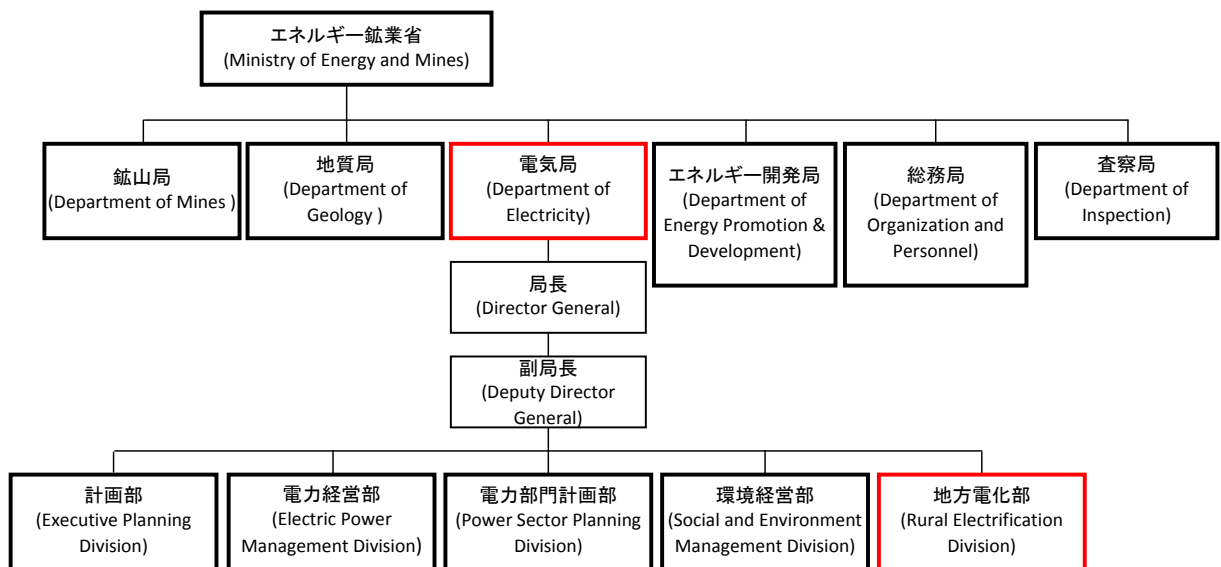 エネルギー鉱業省
(Ministry of Energy and Mines)
鉱山局
(Department of Mines )
地質局
(Department of
Geology )
電気局
(Department of
Electricity)
エネルギー開発局
(Department of
Energy Promotion &
Development)
総務局
(Department of
Organization and
Personnel)
査察局
(Department of
Inspection)
局長
(Director General)
副局長
(Deputy Director
General)
計画部
(Executive Planning
Division)
電力経営部
(Electric Power
Management Division)
電力部門計画部
(Power Sector Planning
Division)
環境経営部
(Social and Environment
Management Division)
地方電化部
(Rural Electrification
Division)